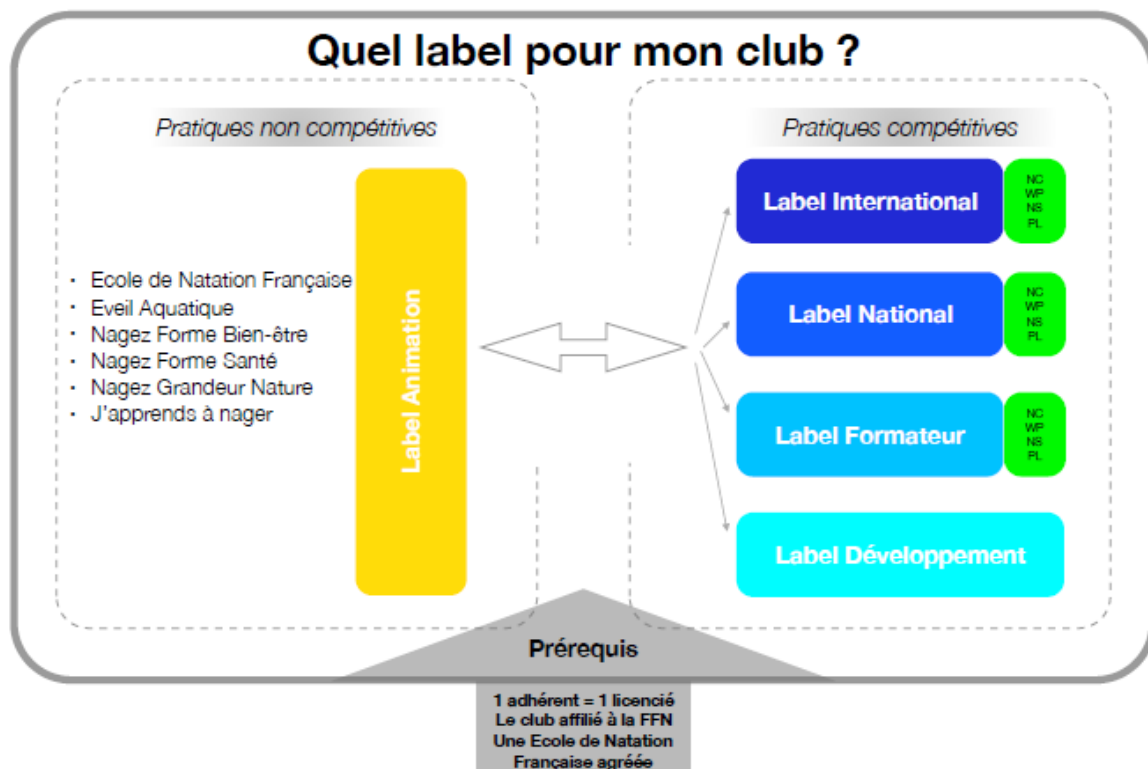 Quel label pour mon club ?
Pratiques non compétitives
Ecole de Natation Française
Eveil Aquatique
Nagez Forme Bien-être
Nagez Forme Santé
Nagez Grandeur Nature
J'apprends à nager
Label Animation
Pratiques compétitives
Label International
NC
WP
NS
PL
Label National
NC
WP
NS
PL
Label Formateur
NC
WP
NS
PL
Label Développement
Prérequis
1 adhérent = 1 licencié
Le club affilié à la FFN
Une Ecole de Natation
Française agréée